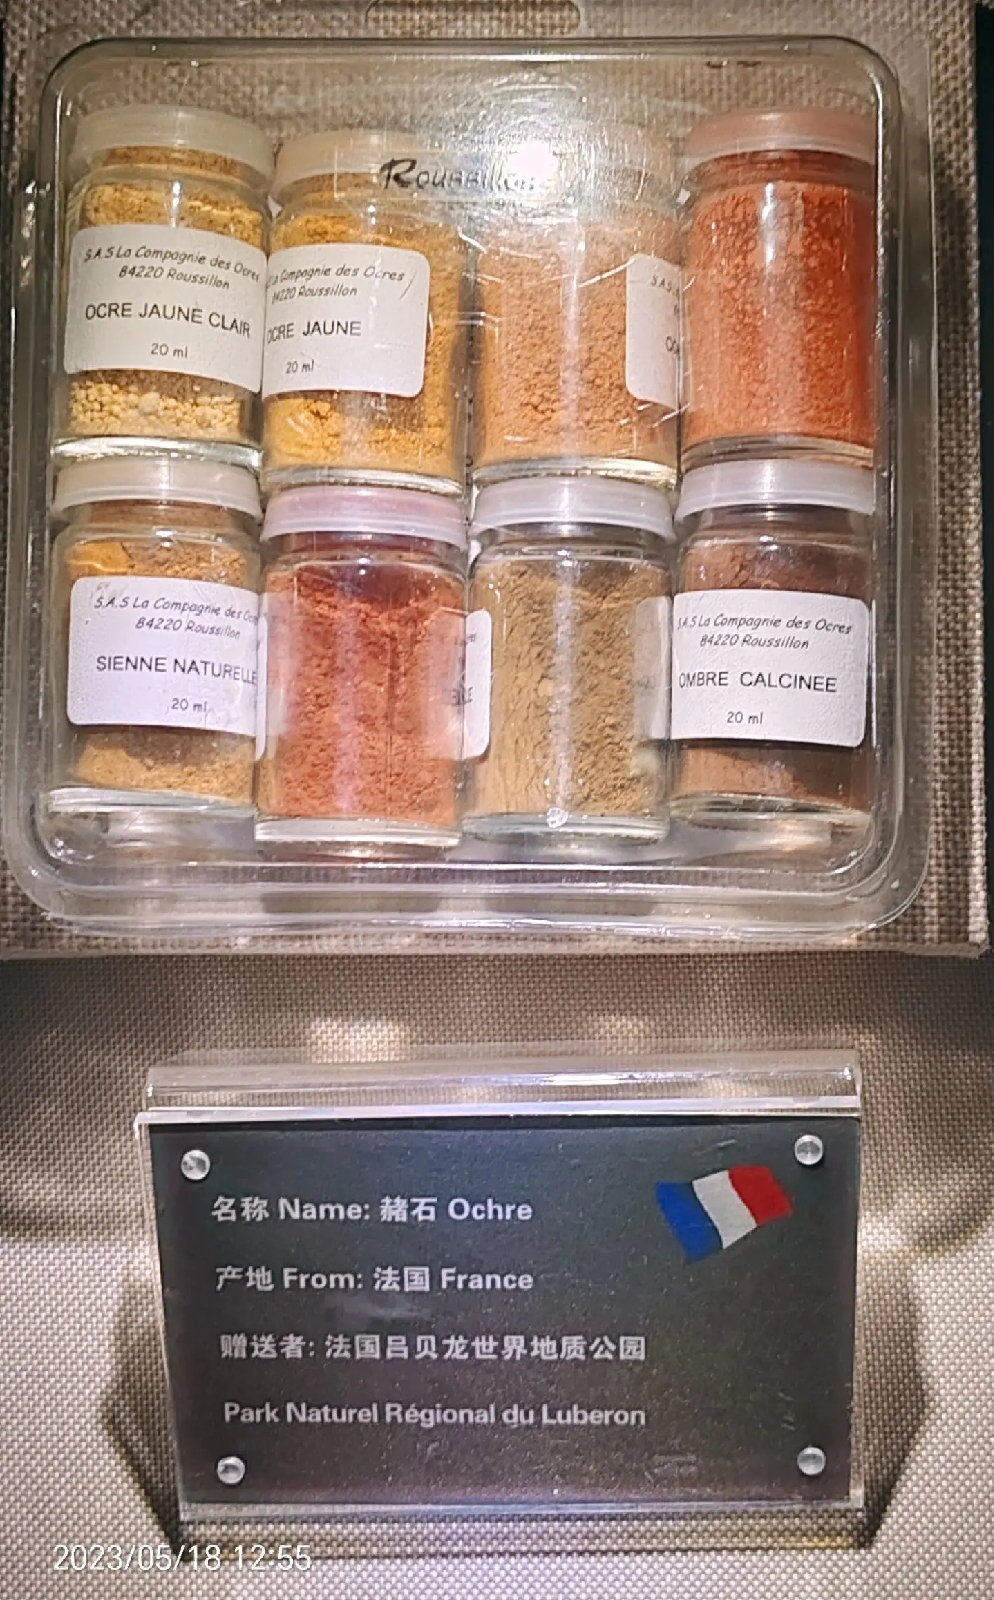 Roussillon
S.A.S La Compagnie des Ocres
84220 Roussillon
OCRE JAUNE CLAIR
20 ml
La Compagnie des Ocres
84220 Roussillon
OCRE JAUNE
20 ml
S.A.S
S.A.S La Compagnie des
84220 Roussillon
SIENNE NATURELLE
20 ml
S.A.S La Compagnie des Ocres
84220 Roussillon
OMBRE CALCINEE
20 ml
名称 Name: 赭石 Ochre
产地 From: 法国 France
赠送者: 法国吕贝龙世界地质公园
Park Naturel Régional du Luberon
2023/05/18 12:55